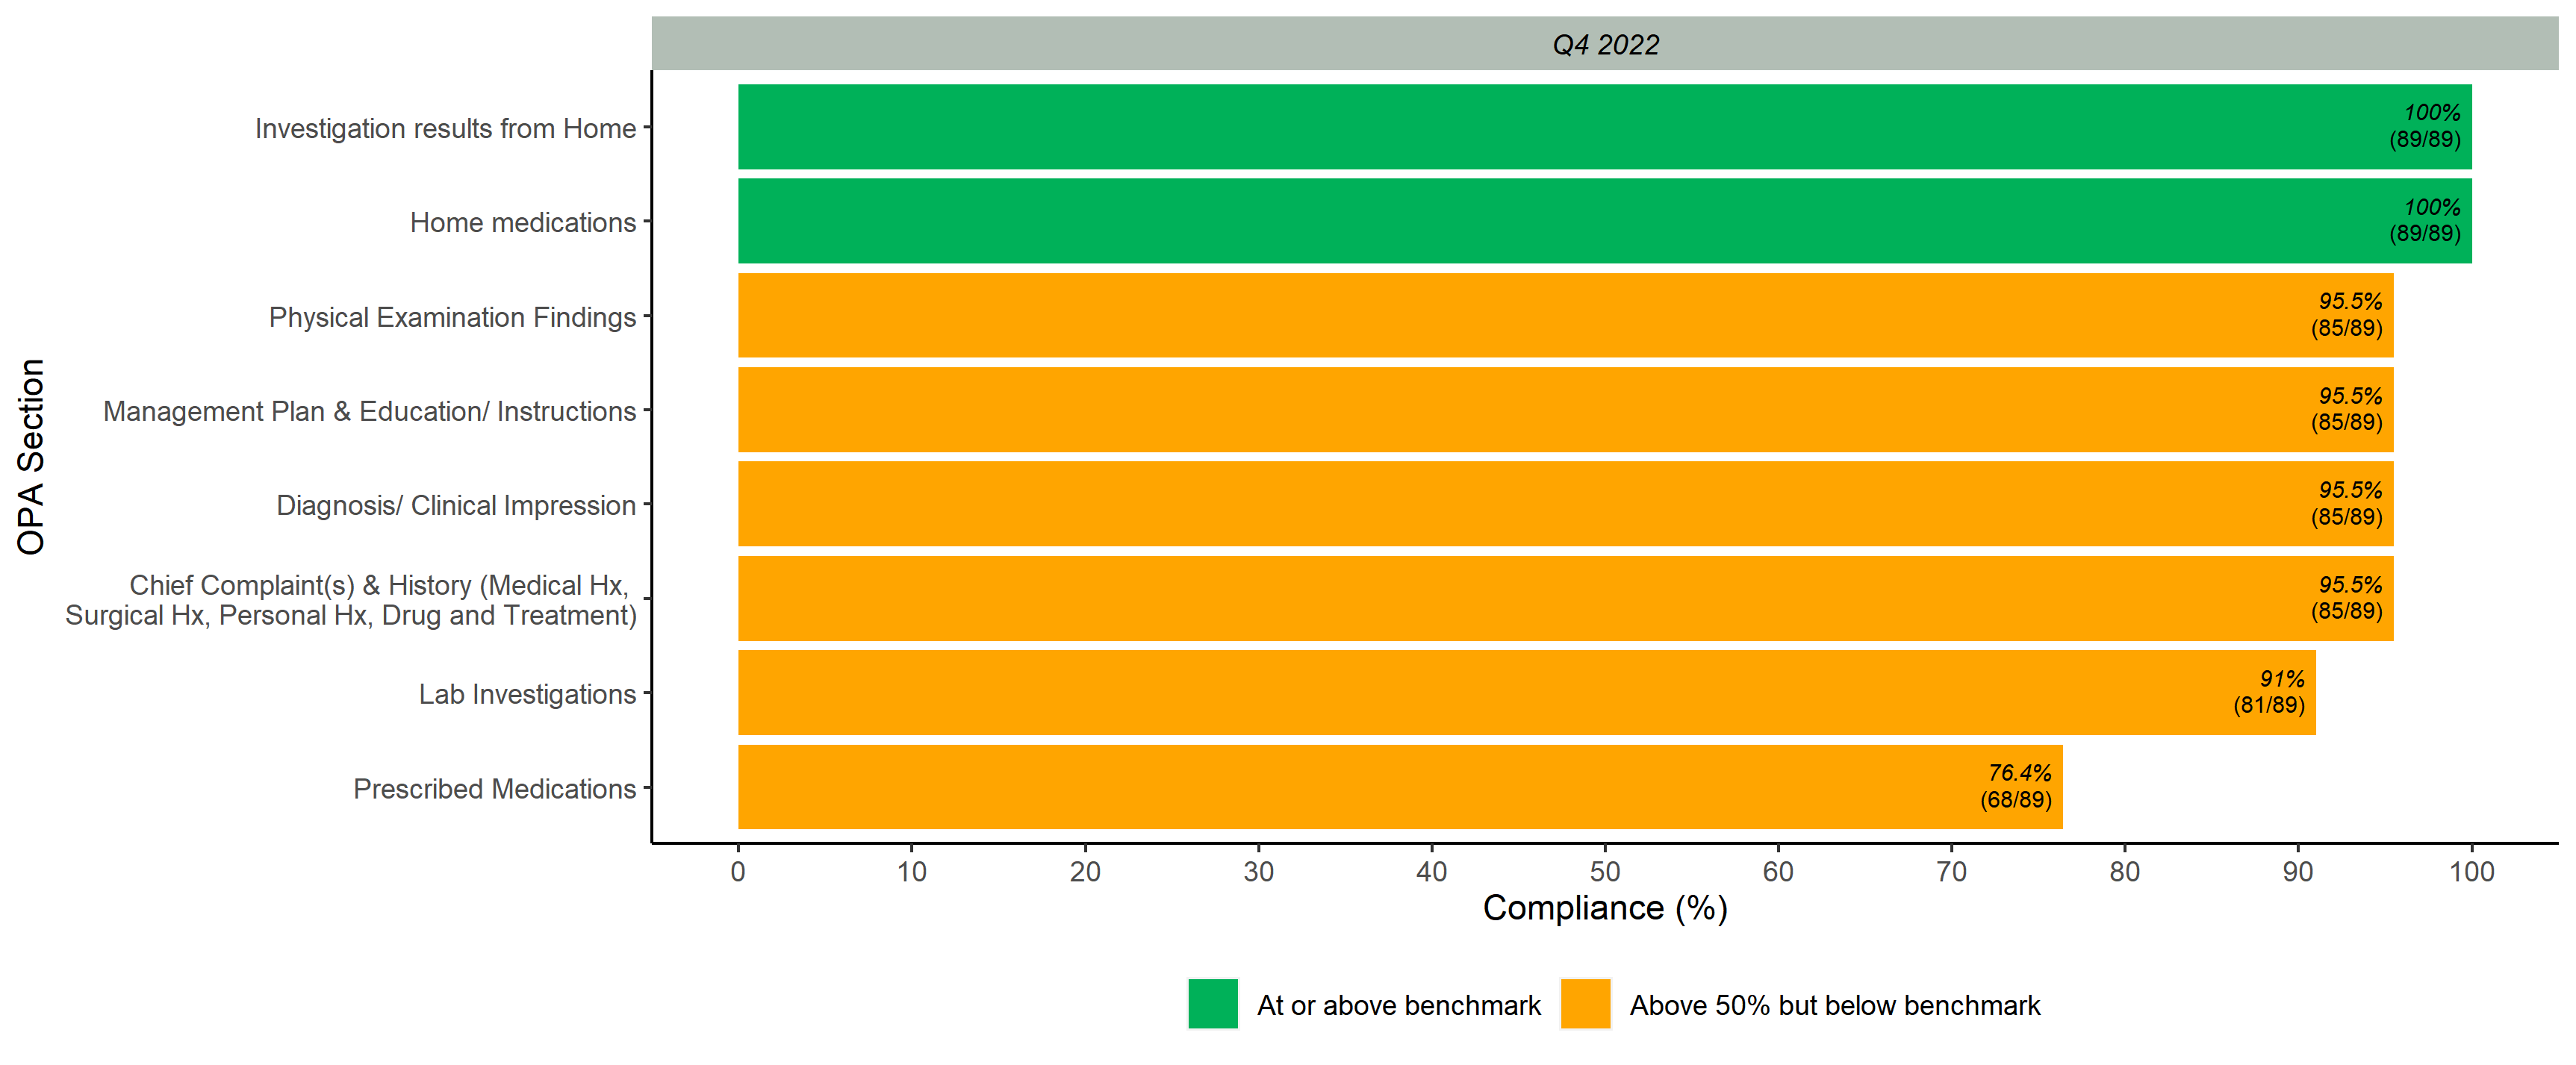 Q4 2022
OPA Section
Investigation results from Home
100%
(89/89)
Home medications
100%
(89/89)
Physical Examination Findings
95.5%
(85/89)
Management Plan & Education/ Instructions
95.5%
(85/89)
Diagnosis/ Clinical Impression
95.5%
(85/89)
Chief Complaint(s) & History (Medical Hx,
Surgical Hx, Personal Hx, Drug and Treatment)
95.5%
(85/89)
Lab Investigations
91%
(81/89)
Prescribed Medications
76.4%
(68/89)
0 10 20 30 40 50 60 70 80 90 100
Compliance (%)
At or above benchmark Above 50% but below benchmark